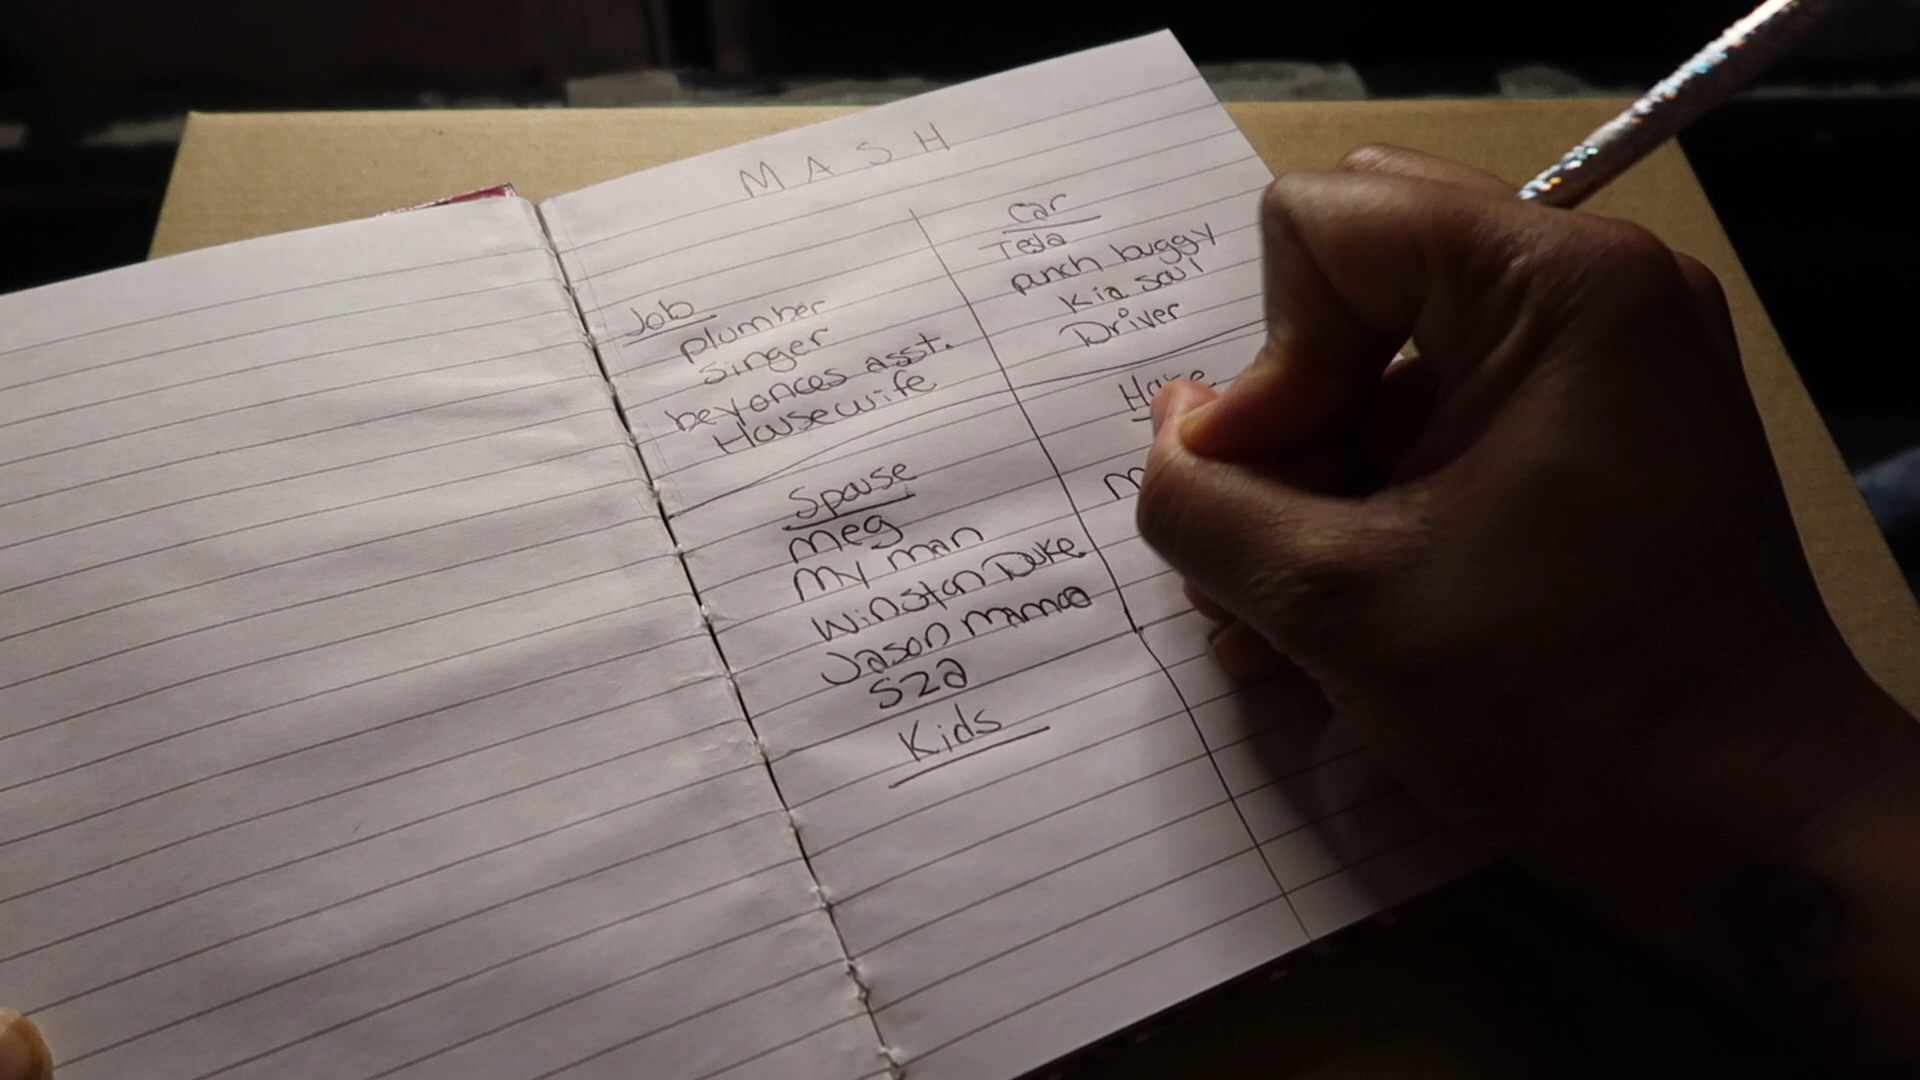 M A S H
Job
plumber
singer
beyonces asst.
Housewife
Car
Tesla
punch buggy
Kia soul
Driver
Spouse
meg
my man
Winston Duke
Jason mamoa
Sza
Kids